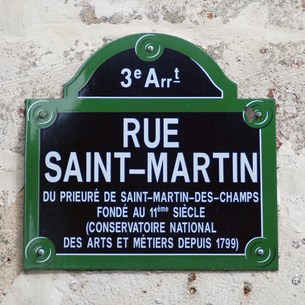 3e Arrt
RUE
SAINT–MARTIN
DU PRIEURÉ DE SAINT–MARTIN–DES–CHAMPS
FONDÉ AU 11ème SIÈCLE
(CONSERVATOIRE NATIONAL
DES ARTS ET MÉTIERS DEPUIS 1799)